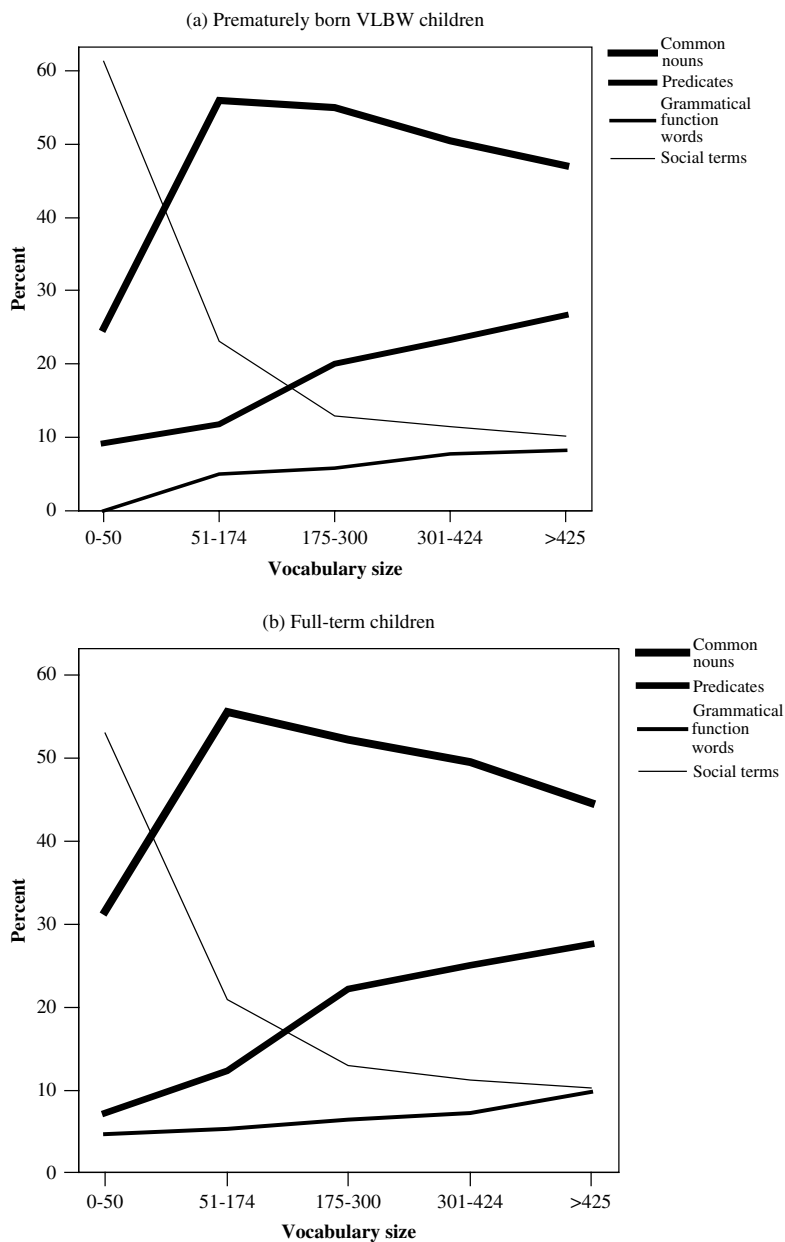 (a) Prematurely born VLBW children
60
50
40
30
20
10
0
Percent
0-50
51-174
175-300
301-424
>425
Vocabulary size
Common
nouns
Predicates
Grammatical
function
words
Social terms
(b) Full-term children
60
50
40
30
20
10
0
Percent
0-50
51-174
175-300
301-424
>425
Vocabulary size
Common
nouns
Predicates
Grammatical
function
words
Social terms